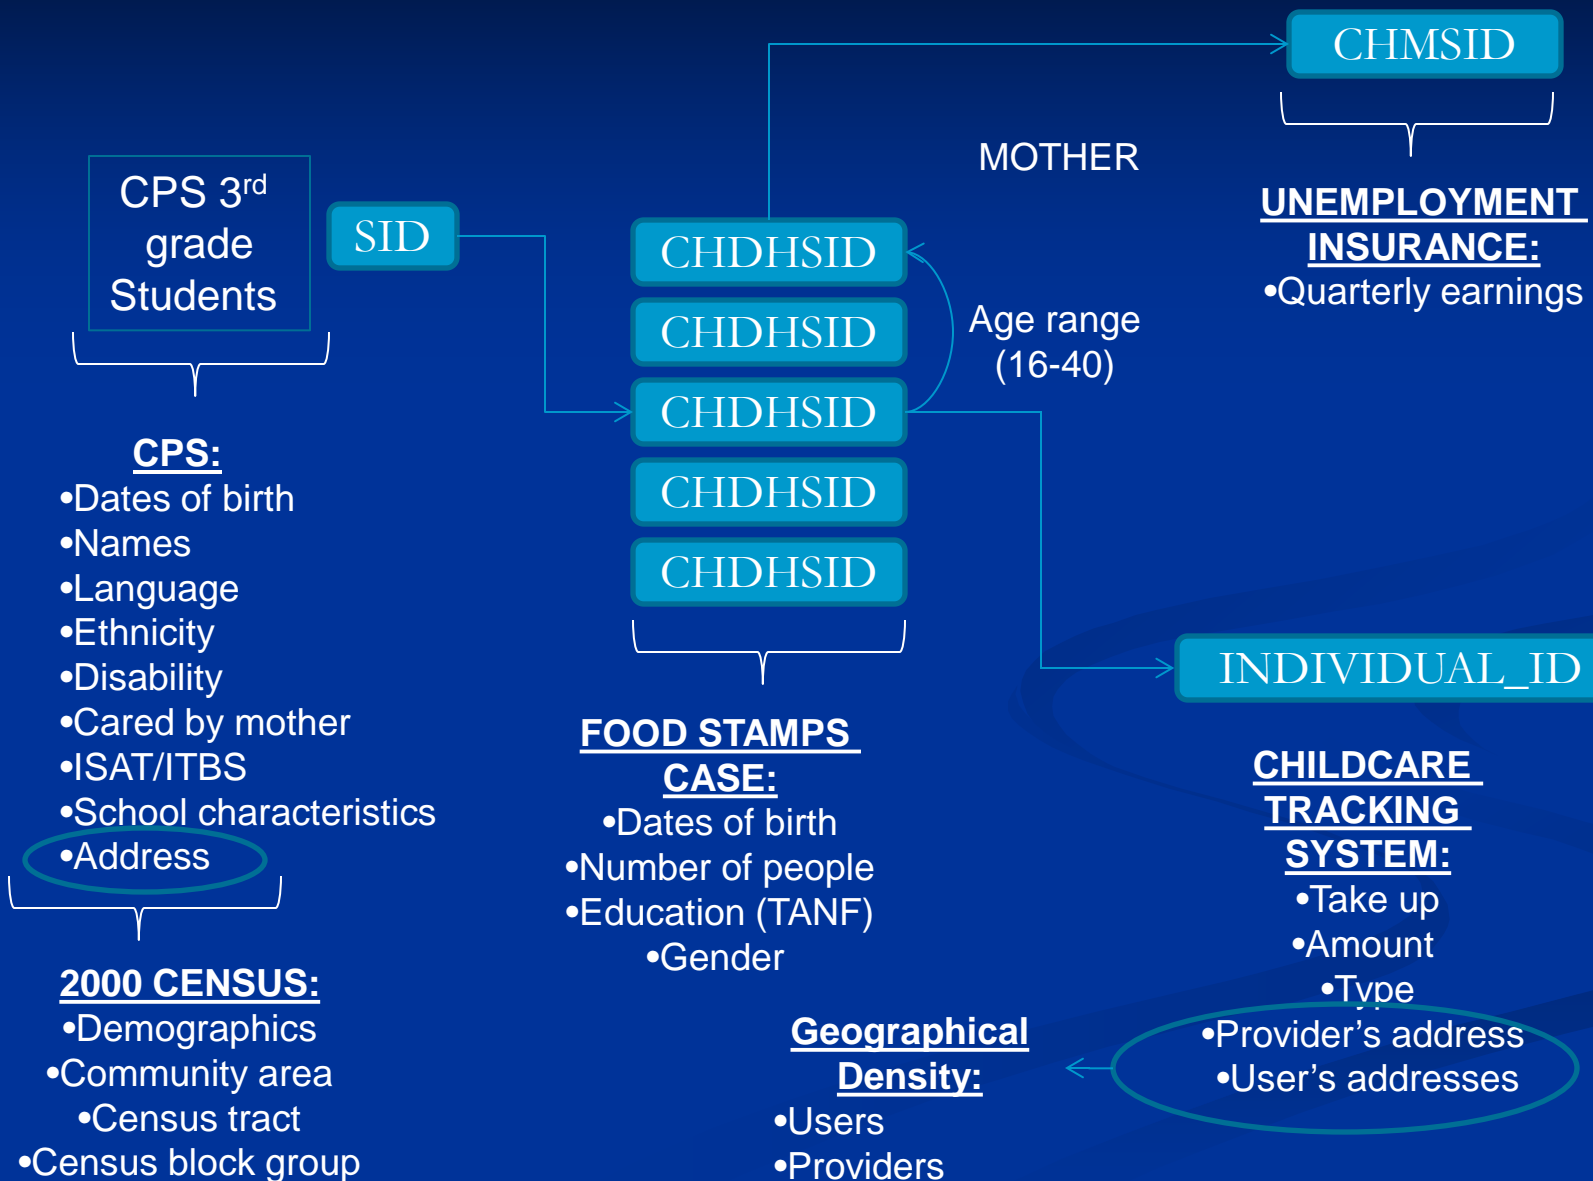 CHMSID
MOTHER
UNEMPLOYMENT
INSURANCE:
•Quarterly earnings
CPS 3rd
grade
Students
SID
CHDHSID
CHDHSID
CHDHSID
CHDHSID
CHDHSID
Age range
(16-40)
CPS:
•Dates of birth
•Names
•Language
•Ethnicity
•Disability
•Cared by mother
•ISAT/ITBS
•School characteristics
•Address
2000 CENSUS:
•Demographics
•Community area
•Census tract
•Census block group
FOOD STAMPS
CASE:
•Dates of birth
•Number of people
•Education (TANF)
•Gender
INDIVIDUAL_ID
CHILDCARE
TRACKING
SYSTEM:
•Take up
•Amount
•Type
•Provider’s address
•User’s addresses
Geographical
Density:
•Users
•Providers